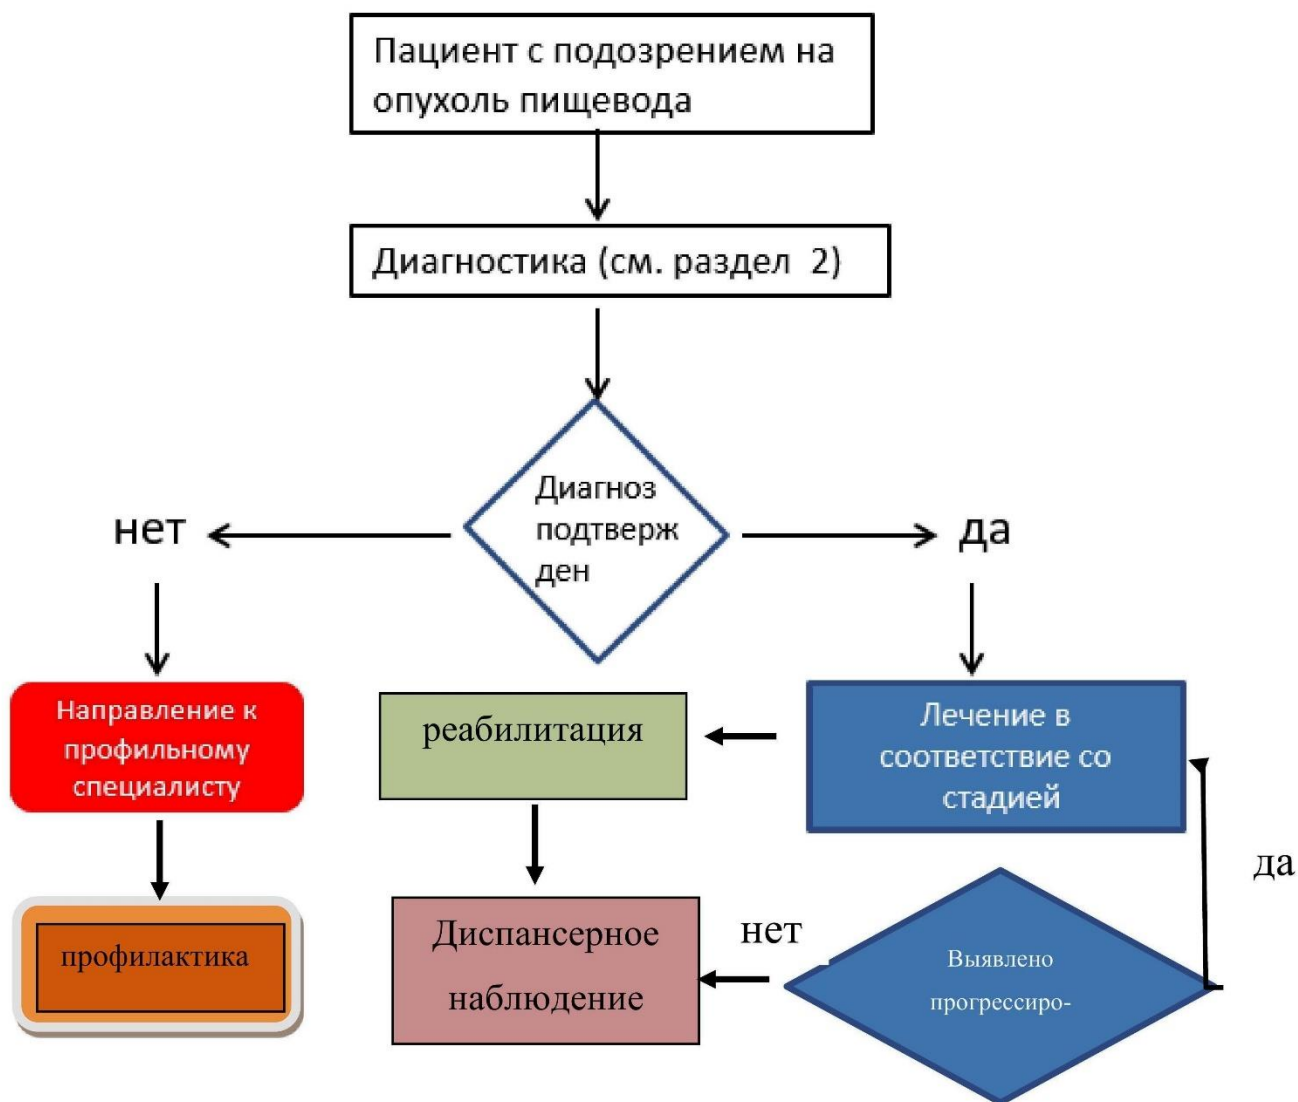 Пациент с подозрением на
опухоль пищевода
Диагностика (см. раздел 2)
Диагноз
подтверж
ден
нет
да
Направление к
профильному
специалисту
реабилитация
Лечение в
соответствие со
стадией
да
профилактика
Диспансерное
наблюдение
нет
Выявлено
прогрессиро-